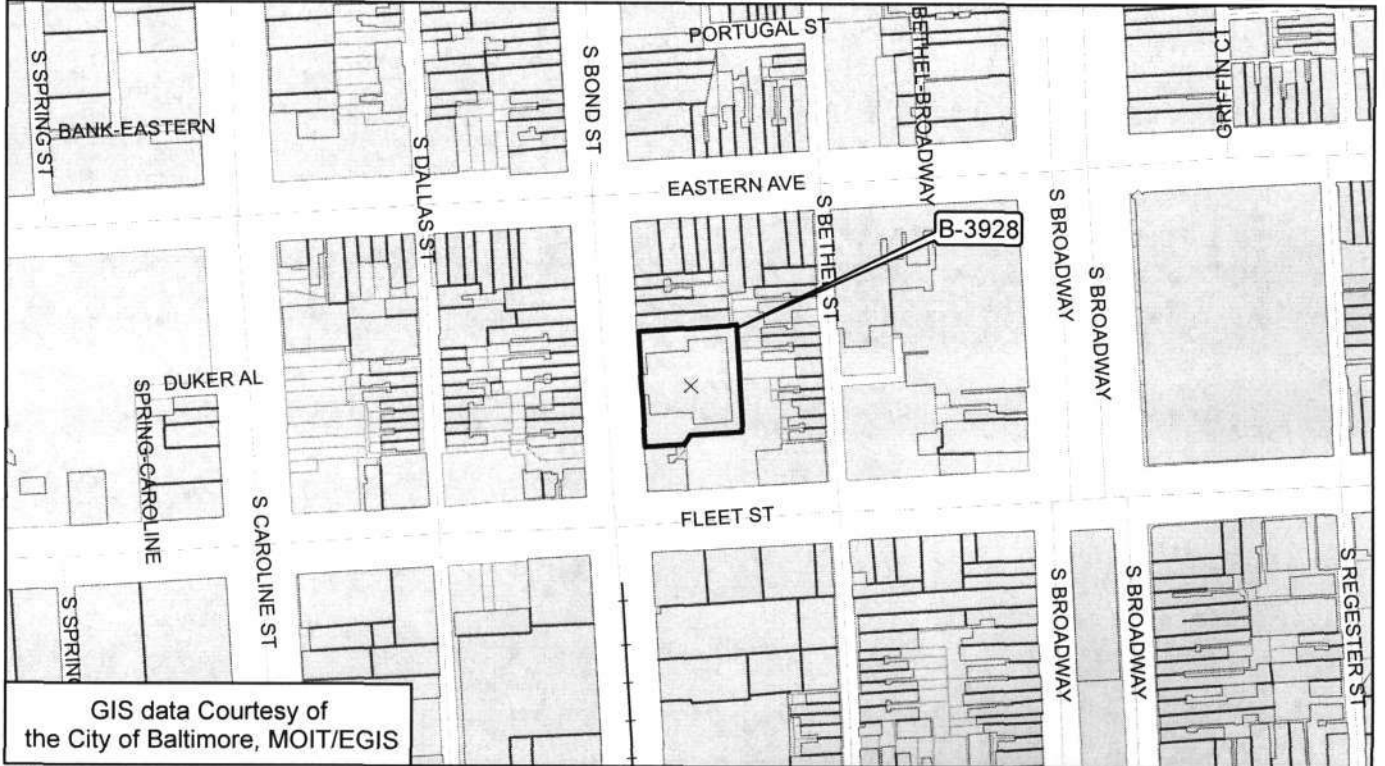 PORTUGAL ST
BETHEL-BROADWAY
GRIFFIN CT
S SPRING ST
BANK-EASTERN
S DALLAS ST
S BOND ST
EASTERN AVE
S BETHEL ST
B-3928
S BROADWAY
S BROADWAY
DUKER AL
SPRING-CAROLINE
S CAROLINE ST
FLEET ST
S SPRING
S BROADWAY
S BROADWAY
S REGESTER ST
GIS data Courtesy of
the City of Baltimore, MOIT/EGIS